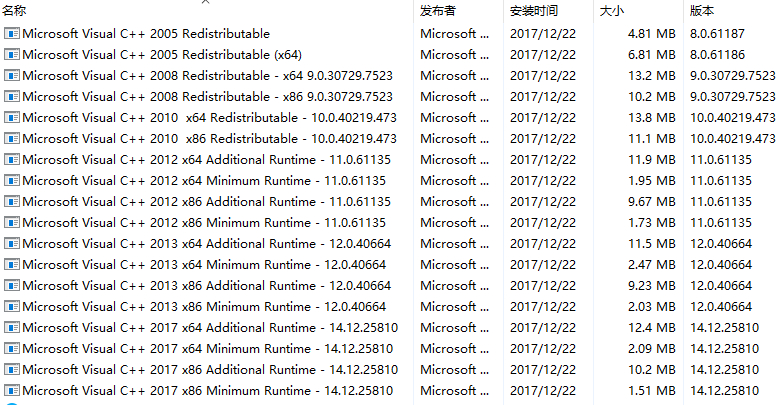 名称 发布者 安装时间 大小 版本
Microsoft Visual C++ 2005 Redistributable Microsoft ... 2017/12/22 4.81 MB 8.0.61187
Microsoft Visual C++ 2005 Redistributable (x64) Microsoft ... 2017/12/22 6.81 MB 8.0.61186
Microsoft Visual C++ 2008 Redistributable - x64 9.0.30729.7523 Microsoft ... 2017/12/22 13.2 MB 9.0.30729.7523
Microsoft Visual C++ 2008 Redistributable - x86 9.0.30729.7523 Microsoft ... 2017/12/22 10.2 MB 9.0.30729.7523
Microsoft Visual C++ 2010  x64 Redistributable - 10.0.40219.473 Microsoft ... 2017/12/22 13.8 MB 10.0.40219.473
Microsoft Visual C++ 2010  x86 Redistributable - 10.0.40219.473 Microsoft ... 2017/12/22 11.1 MB 10.0.40219.473
Microsoft Visual C++ 2012 x64 Additional Runtime - 11.0.61135 Microsoft ... 2017/12/22 11.9 MB 11.0.61135
Microsoft Visual C++ 2012 x64 Minimum Runtime - 11.0.61135 Microsoft ... 2017/12/22 1.95 MB 11.0.61135
Microsoft Visual C++ 2012 x86 Additional Runtime - 11.0.61135 Microsoft ... 2017/12/22 9.67 MB 11.0.61135
Microsoft Visual C++ 2012 x86 Minimum Runtime - 11.0.61135 Microsoft ... 2017/12/22 1.73 MB 11.0.61135
Microsoft Visual C++ 2013 x64 Additional Runtime - 12.0.40664 Microsoft ... 2017/12/22 11.5 MB 12.0.40664
Microsoft Visual C++ 2013 x64 Minimum Runtime - 12.0.40664 Microsoft ... 2017/12/22 2.47 MB 12.0.40664
Microsoft Visual C++ 2013 x86 Additional Runtime - 12.0.40664 Microsoft ... 2017/12/22 9.23 MB 12.0.40664
Microsoft Visual C++ 2013 x86 Minimum Runtime - 12.0.40664 Microsoft ... 2017/12/22 2.03 MB 12.0.40664
Microsoft Visual C++ 2017 x64 Additional Runtime - 14.12.25810 Microsoft ... 2017/12/22 12.4 MB 14.12.25810
Microsoft Visual C++ 2017 x64 Minimum Runtime - 14.12.25810 Microsoft ... 2017/12/22 2.09 MB 14.12.25810
Microsoft Visual C++ 2017 x86 Additional Runtime - 14.12.25810 Microsoft ... 2017/12/22 10.2 MB 14.12.25810
Microsoft Visual C++ 2017 x86 Minimum Runtime - 14.12.25810 Microsoft ... 2017/12/22 1.51 MB 14.12.25810